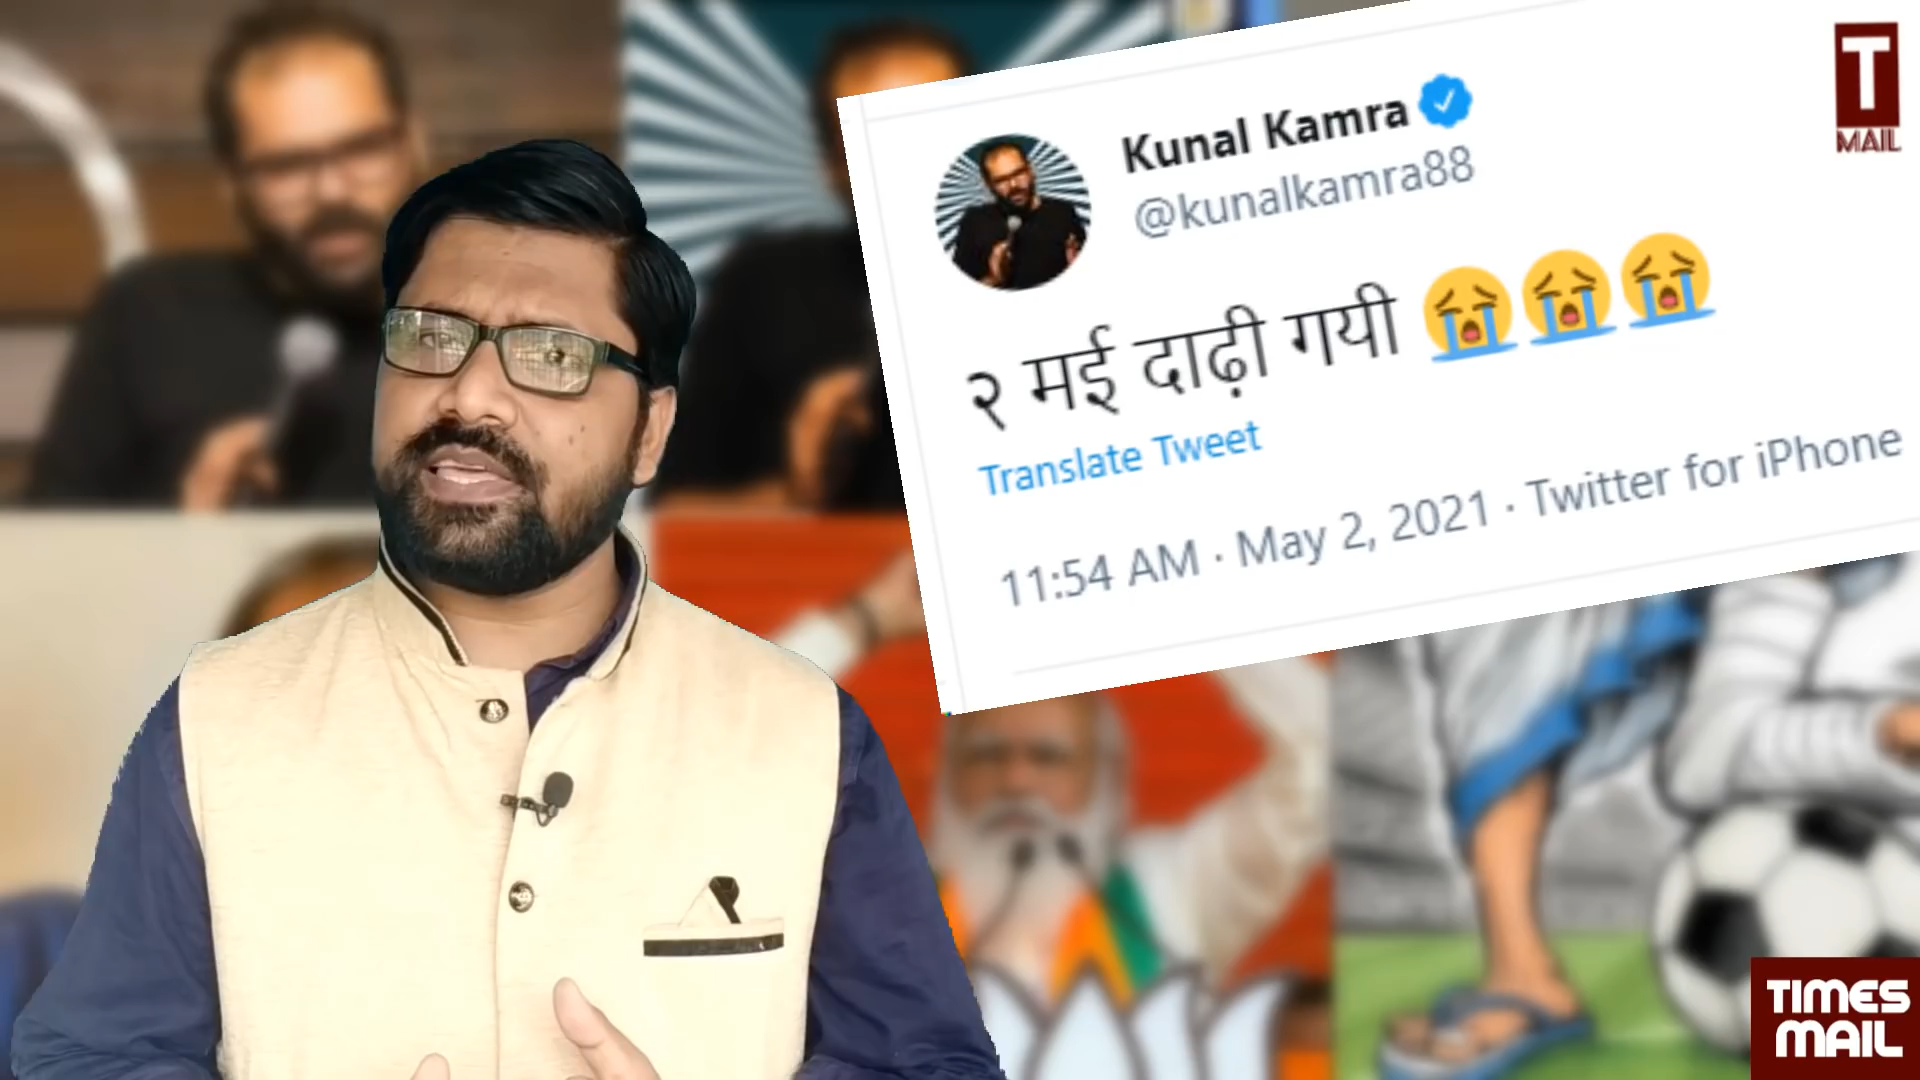 T
MAIL
Kunal Kamra
@kunalkamra88
२ मई दाढ़ी गयी 😭😭😭
Translate Tweet
11:54 AM · May 2, 2021 · Twitter for iPhone
TIMES
MAIL